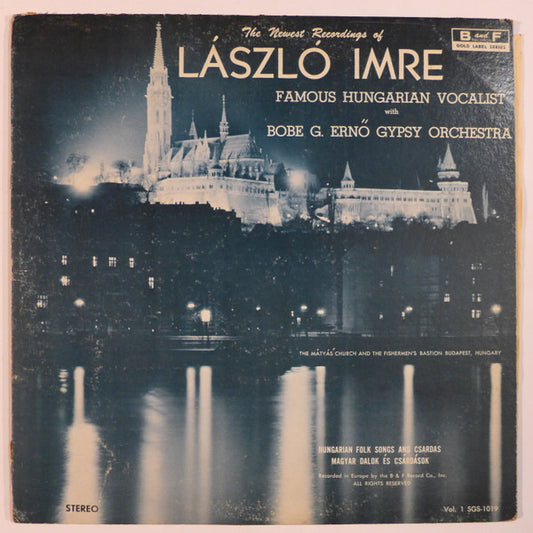 The Newest Recordings of
B and F
GOLD LABEL SERIES
LÁSZLÓ IMRE
FAMOUS HUNGARIAN VOCALIST
with
BOBE G. ERNŐ GYPSY ORCHESTRA
THE MÁTYÁS CHURCH AND THE FISHERMEN'S BASTION BUDAPEST, HUNGARY
HUNGARIAN FOLK SONGS AND CSARDAS
MAGYAR DALOK ÉS CSÁRDÁSOK
Recorded in Europe by the B & F Record Co., Inc.
ALL RIGHTS RESERVED
STEREO
Vol. 1 SGS-1019